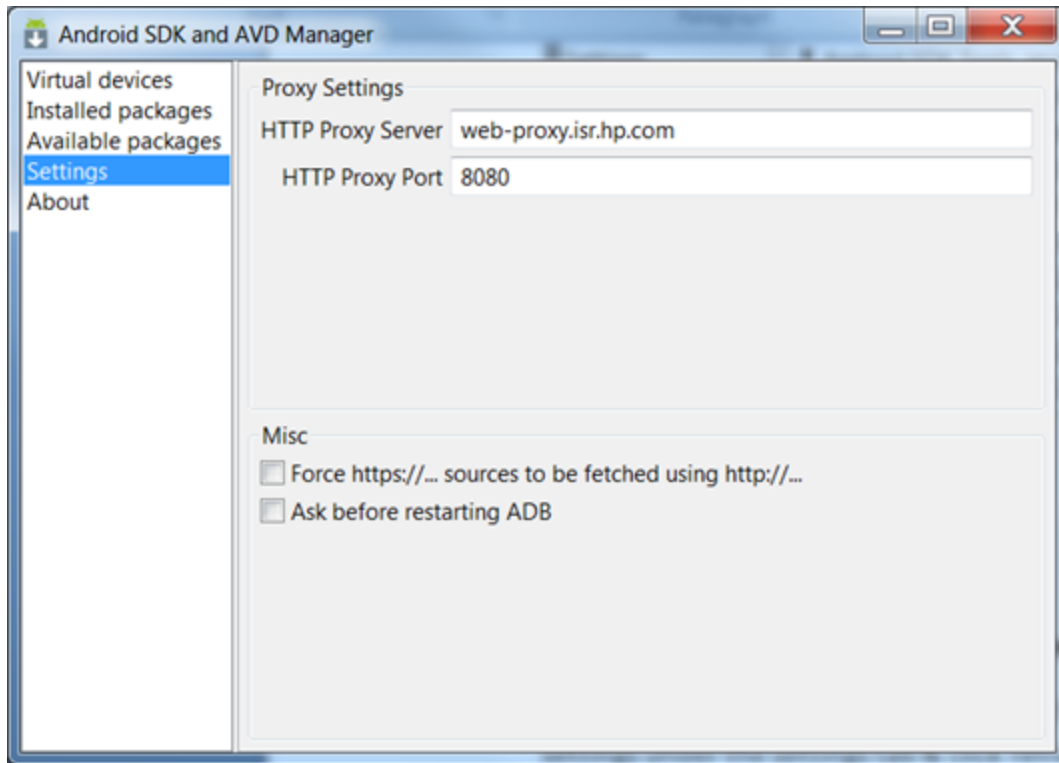 Android SDK and AVD Manager
Virtual devices
Installed packages
Available packages
Settings
About
Proxy Settings
HTTP Proxy Server web-proxy.isr.hp.com
HTTP Proxy Port 8080
Misc
Force https://... sources to be fetched using http://...
Ask before restarting ADB